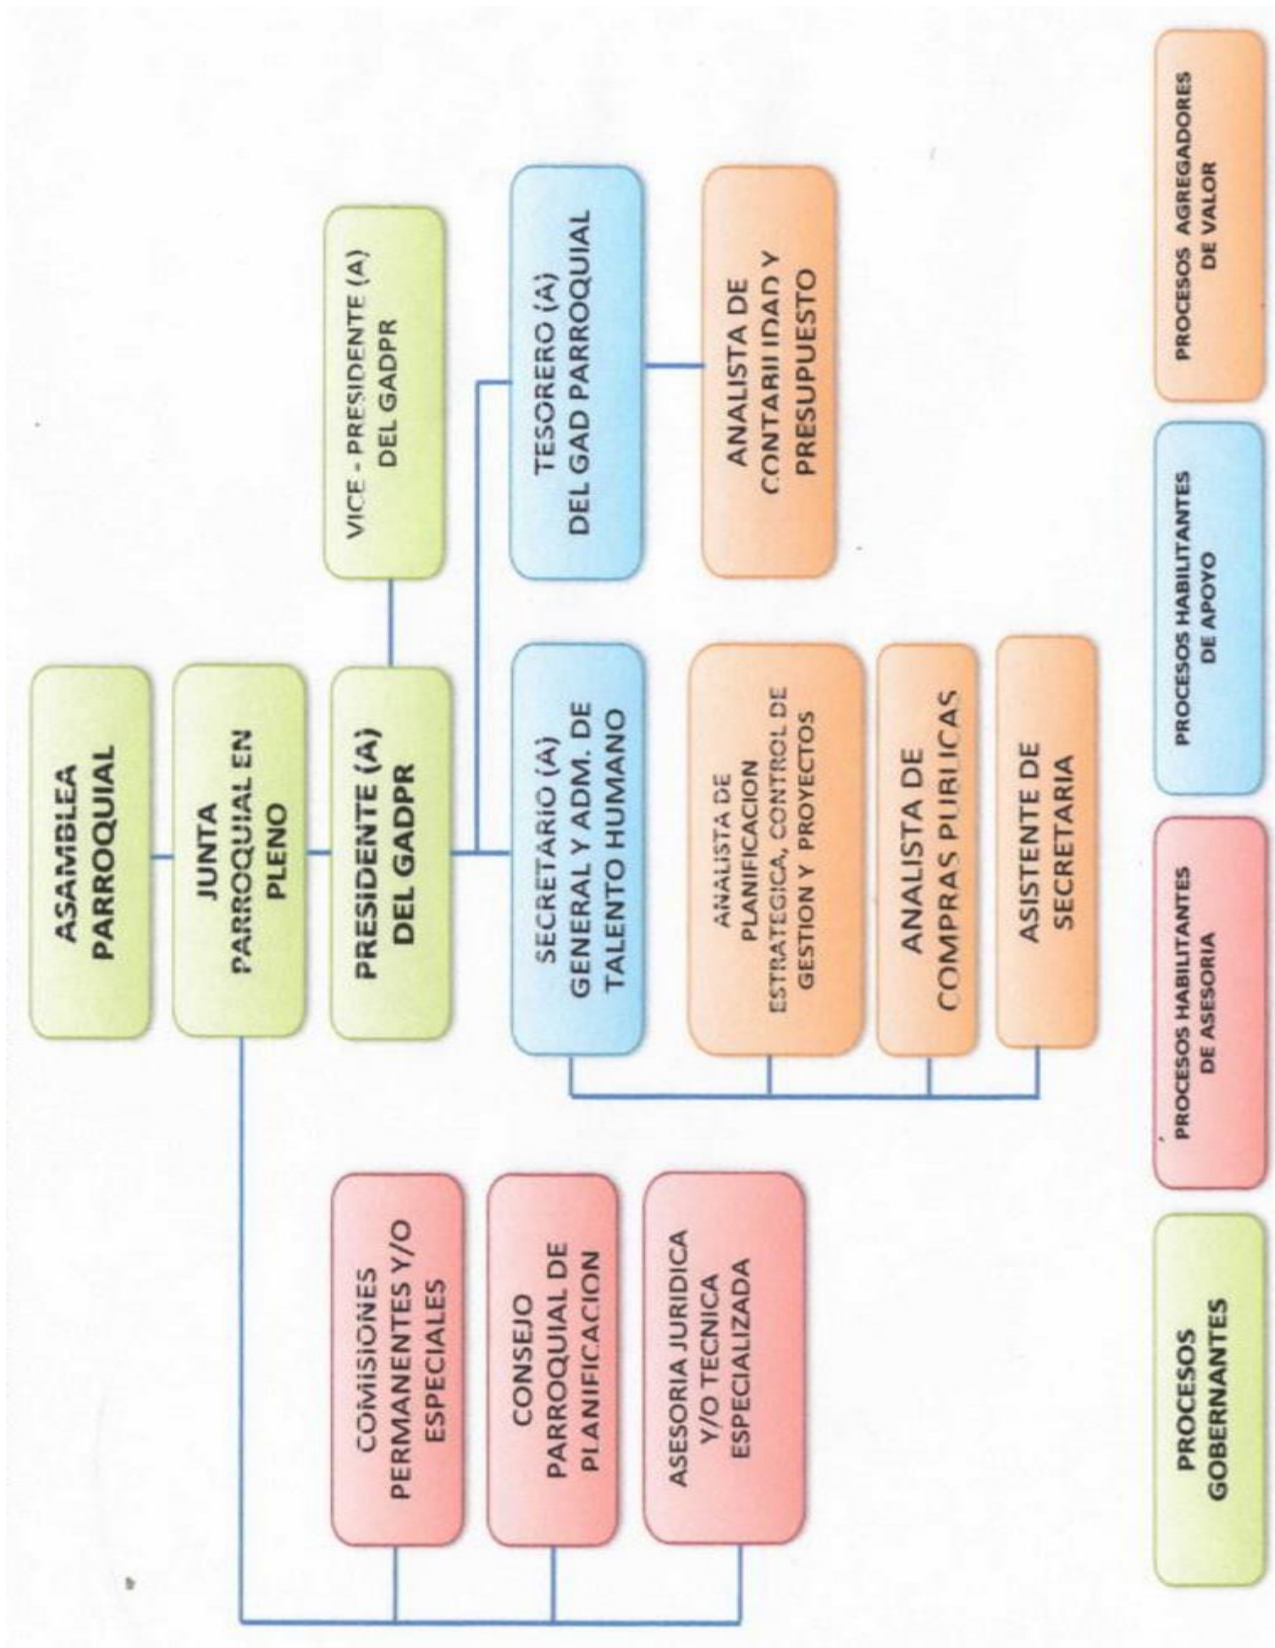 ASAMBLEA
PARROQUIAL
JUNTA
PARROQUIAL EN
PLENO
PRESIDENTE (A)
DEL GADPR
VICE - PRESIDENTE (A)
DEL GADPR
COMISIONES
PERMANENTES Y/O
ESPECIALES
CONSEJO
PARROQUIAL DE
PLANIFICACION
ASESORIA JURIDICA
Y/O TECNICA
ESPECIALIZADA
SECRETARIO (A)
GENERAL Y ADM. DE
TALENTO HUMANO
TESORERO (A)
DEL GAD PARROQUIAL
ANALISTA DE
PLANIFICACION
ESTRATEGICA, CONTROL DE
GESTION Y PROYECTOS
ANALISTA DE
COMPRAS PUBLICAS
ASISTENTE DE
SECRETARIA
ANALISTA DE
CONTABILIDAD Y
PRESUPUESTO
PROCESOS
GOBERNANTES
PROCESOS HABILITANTES
DE ASESORIA
PROCESOS HABILITANTES
DE APOYO
PROCESOS AGREGADORES
DE VALOR